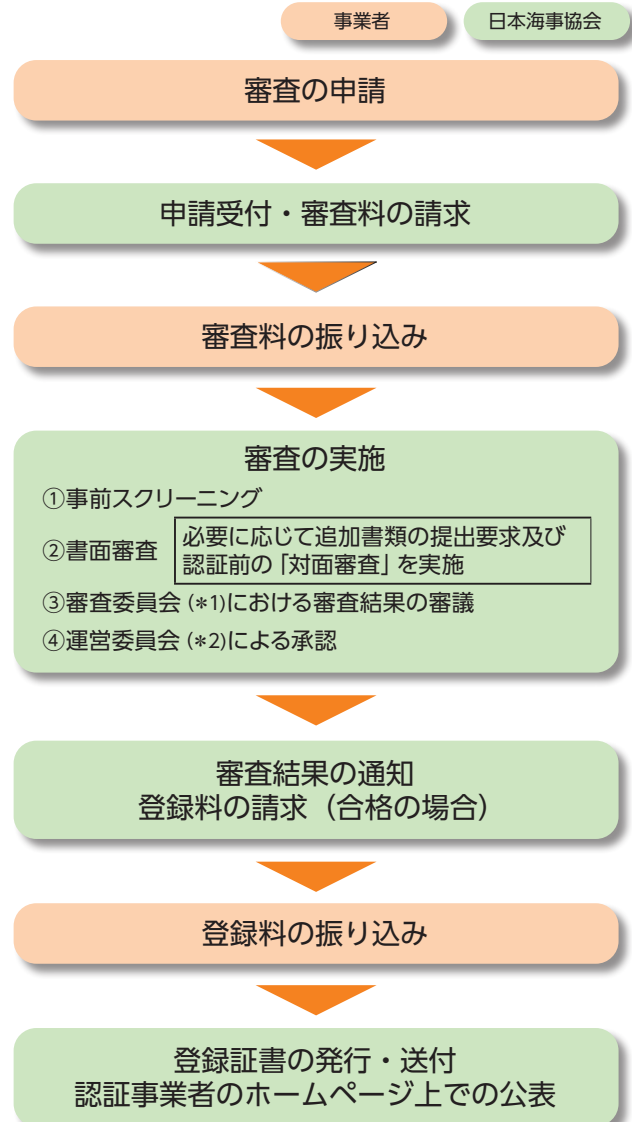 事業者
日本海事協会
審査の申請
申請受付・審査料の請求
審査料の振り込み
審査の実施
①事前スクリーニング
②書面審査
必要に応じて追加書類の提出要求及び
認証前の「対面審査」を実施
③審査委員会(*1)における審査結果の審議
④運営委員会(*2)による承認
審査結果の通知
登録料の請求(合格の場合)
登録料の振り込み
登録証書の発行・送付
認証事業者のホームページ上での公表